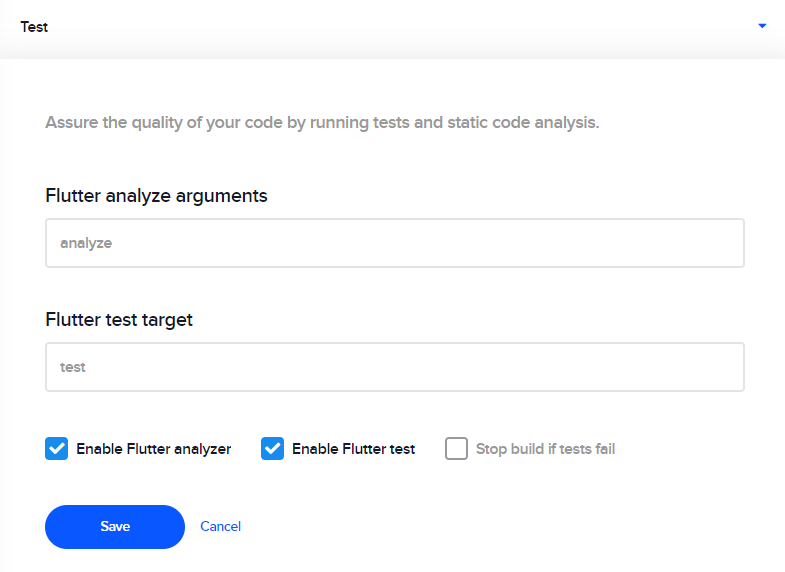 Test
Assure the quality of your code by running tests and static code analysis.
Flutter analyze arguments
analyze
Flutter test target
test
Enable Flutter analyzer Enable Flutter test Stop build if tests fail
Save Cancel